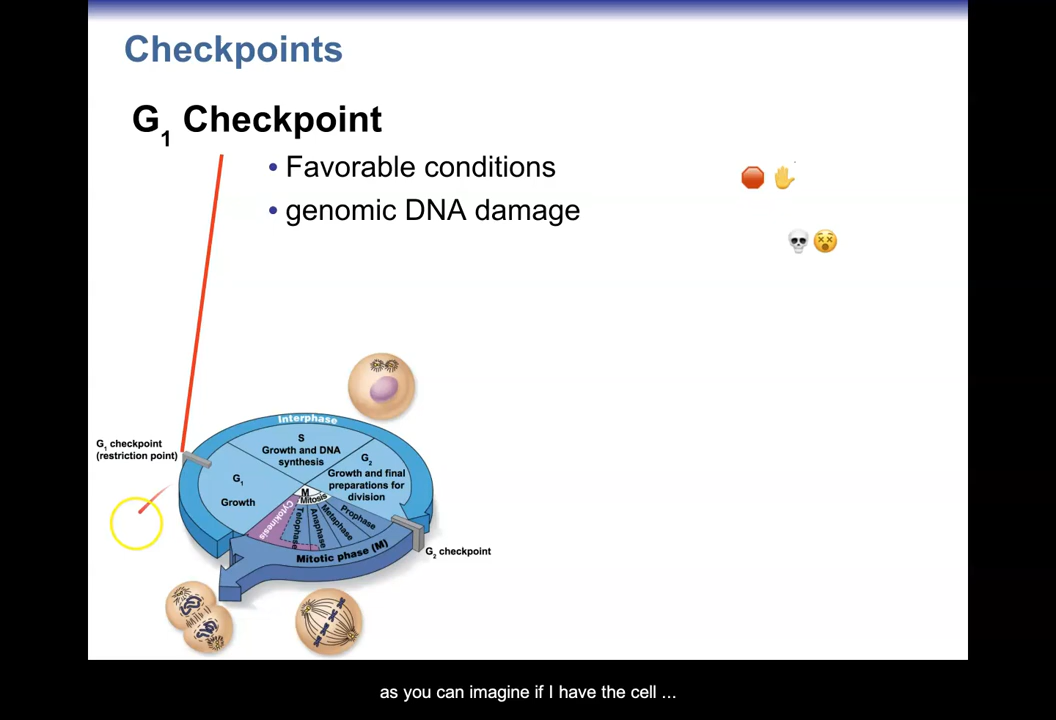 Checkpoints
G1 Checkpoint
• Favorable conditions
• genomic DNA damage
Interphase
S
Growth and DNA
synthesis
G2
Growth and final
preparations for
division
G1 checkpoint
(restriction point)
G1
Growth
M
Mitosis
Cytokinesis
Telophase
Anaphase
Metaphase
Prophase
Mitotic phase (M)
G2 checkpoint
as you can imagine if I have the cell ...